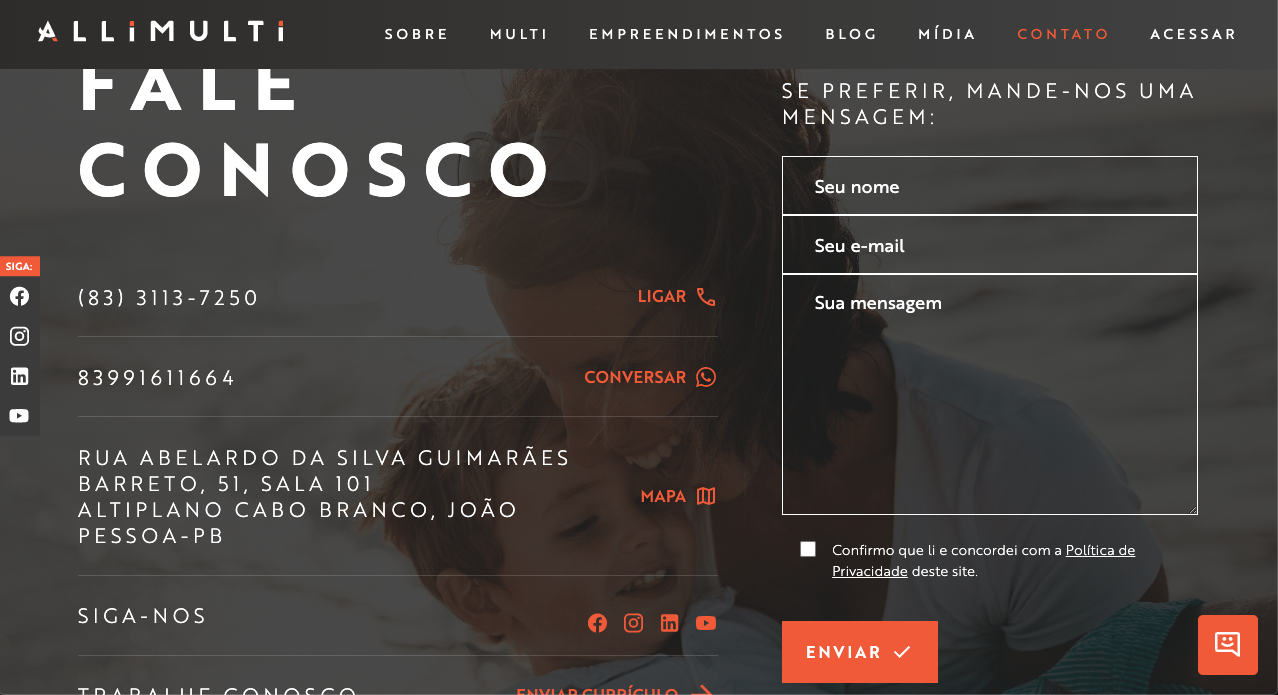 ALLiMULTi
SOBRE MULTI EMPREENDIMENTOS BLOG MÍDIA CONTATO ACESSAR
FALE
CONOSCO
SIGA:
(83) 3113-7250 LIGAR
83991611664 CONVERSAR
RUA ABELARDO DA SILVA GUIMARÃES
BARRETO, 51, SALA 101
ALTIPLANO CABO BRANCO, JOÃO
PESSOA-PB
MAPA
SIGA-NOS
TRABALHE CONOSCO ENVIAR CURRÍCULO
SE PREFERIR, MANDE-NOS UMA
MENSAGEM:
Seu nome
Seu e-mail
Sua mensagem
Confirmo que li e concordei com a Política de
Privacidade deste site.
ENVIAR